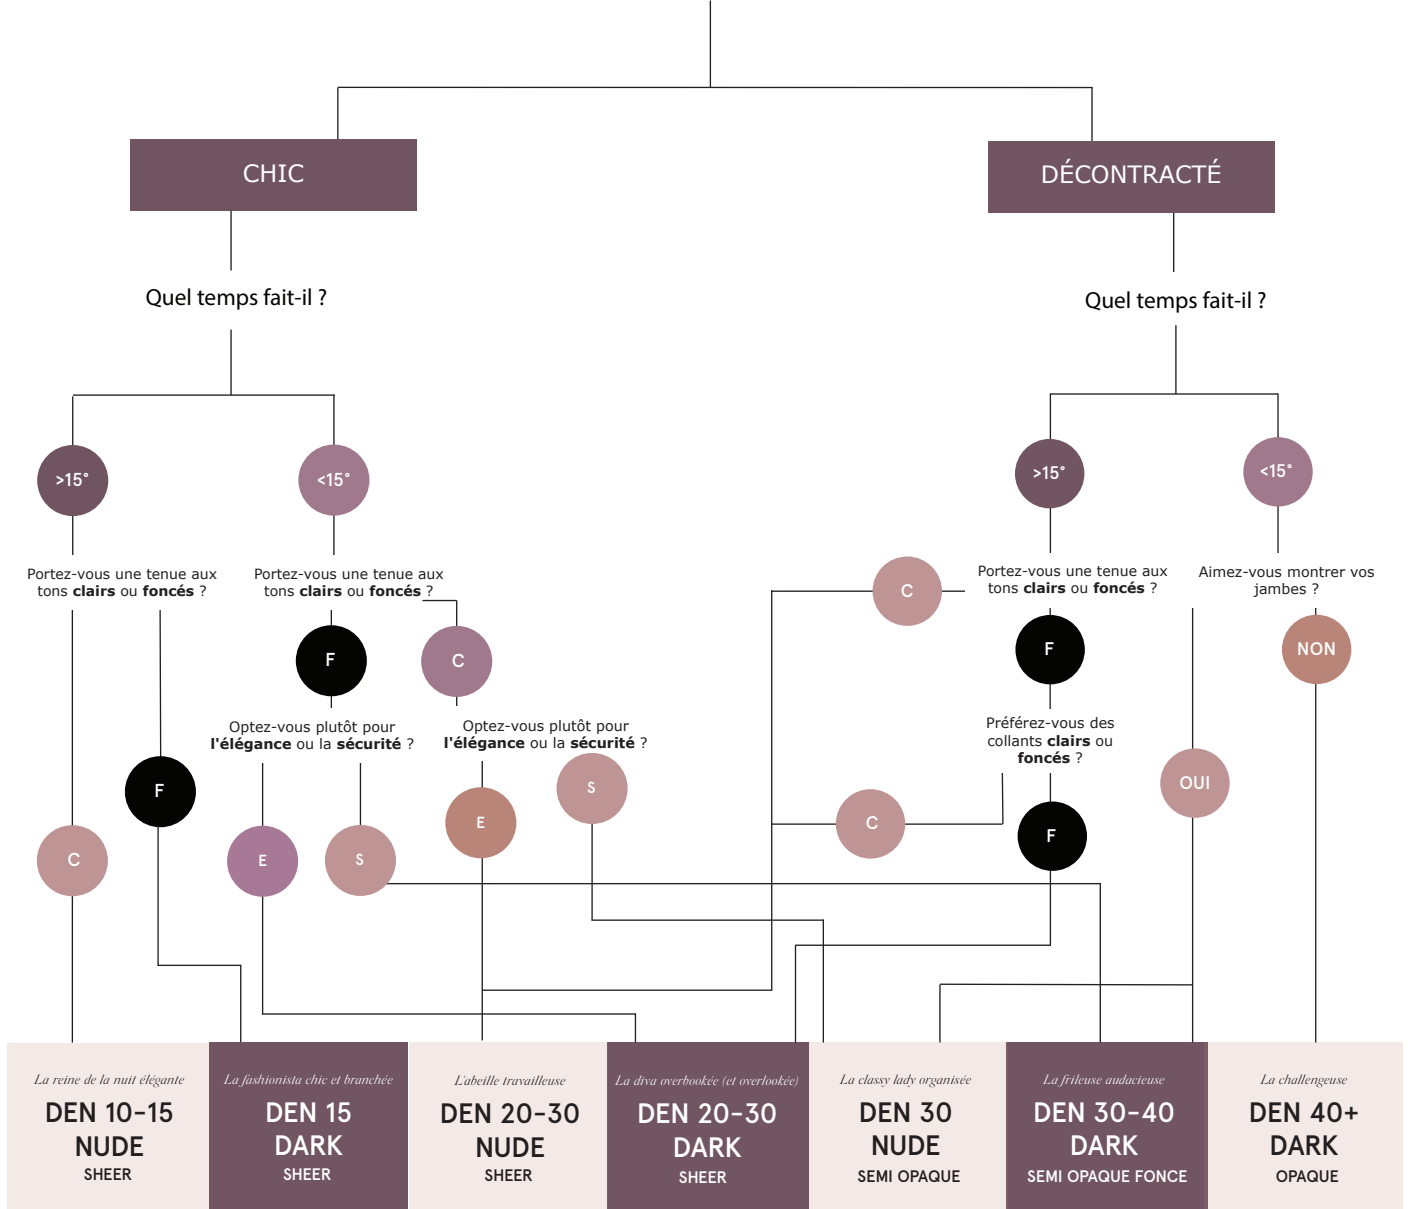 CHIC
DÉCONTRACTÉ
Quel temps fait-il ?
Quel temps fait-il ?
>15°
<15°
>15°
<15°
Portez-vous une tenue aux
tons clairs ou foncés ?
Portez-vous une tenue aux
tons clairs ou foncés ?
Portez-vous une tenue aux
tons clairs ou foncés ?
Aimez-vous montrer vos
jambes ?
C
F
C
F
NON
Optez-vous plutôt pour
l'élégance ou la sécurité ?
Optez-vous plutôt pour
l'élégance ou la sécurité ?
Préférez-vous des
collants clairs ou
foncés ?
F
S
OUI
E
C
F
C
E
S
La reine de la nuit élégante
DEN 10-15
NUDE
SHEER
La fashionista chic et branchée
DEN 15
DARK
SHEER
L'abeille travailleuse
DEN 20-30
NUDE
SHEER
La diva overbookée (et overlookée)
DEN 20-30
DARK
SHEER
La classy lady organisée
DEN 30
NUDE
SEMI OPAQUE
La frileuse audacieuse
DEN 30-40
DARK
SEMI OPAQUE FONCE
La challengeuse
DEN 40+
DARK
OPAQUE